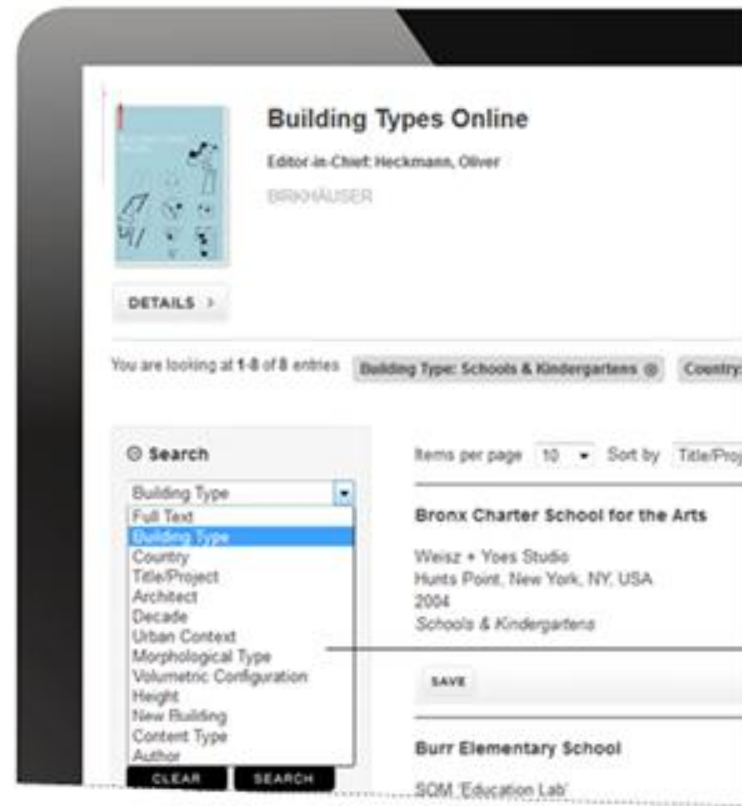 Building Types Online
Editor-in-Chief: Heckmann, Oliver
BIRKHÄUSER
DETAILS >
You are looking at 1-8 of 8 entries
Building Type: Schools & Kindergartens
Country:
Search
Building Type
Full Text
Building Type
Country
Title/Project
Architect
Decade
Urban Context
Morphological Type
Volumetric Configuration
Height
New Building
Content Type
Author
CLEAR SEARCH
Items per page 10 Sort by Title/Proj
Bronx Charter School for the Arts
Weisz + Yoes Studio
Hunts Point, New York, NY, USA
2004
Schools & Kindergartens
SAVE
Burr Elementary School
SOM 'Education Lab'